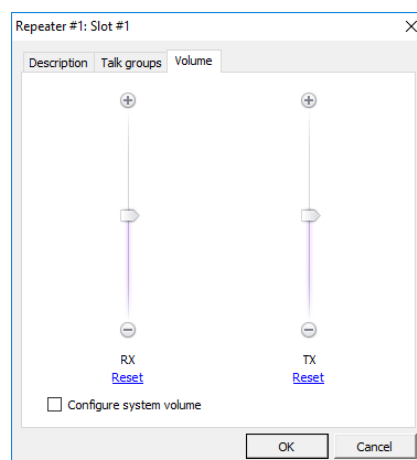 Repeater #1: Slot #1
Description Talk groups Volume
RX TX
Reset Reset
Configure system volume
OK Cancel